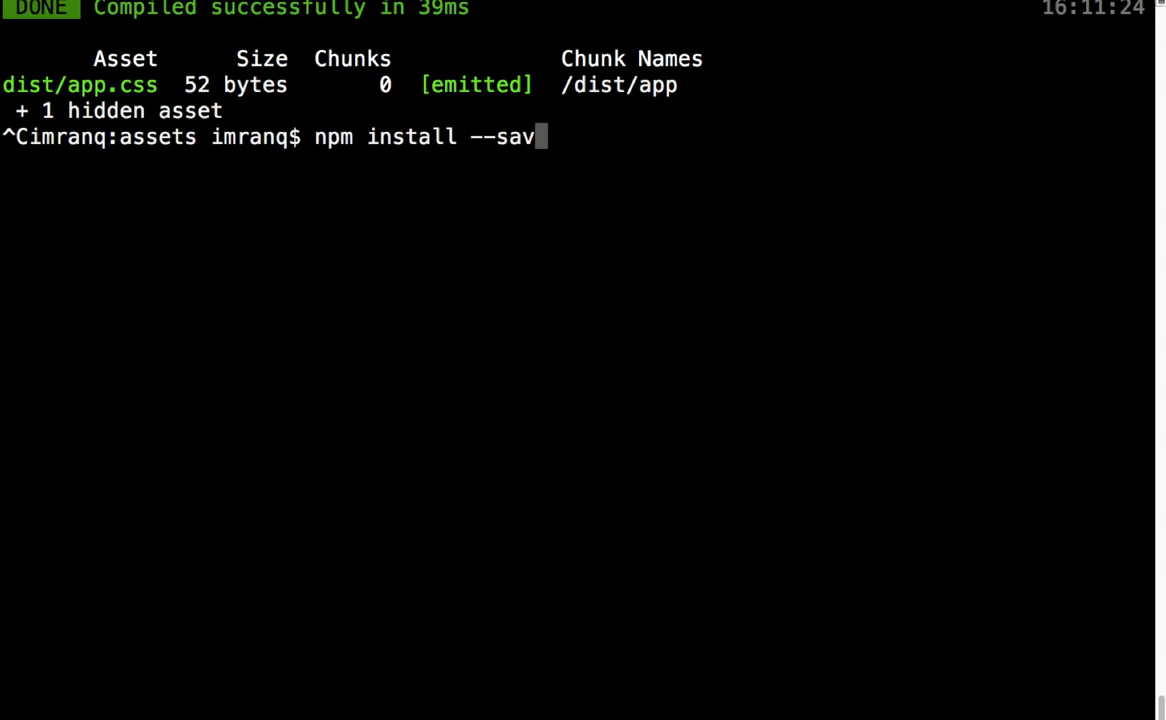 DONE Compiled successfully in 39ms 16:11:24
Asset Size Chunks Chunk Names
dist/app.css 52 bytes 0 [emitted] /dist/app
+ 1 hidden asset
^Cimranq:assets imranq$ npm install --sav